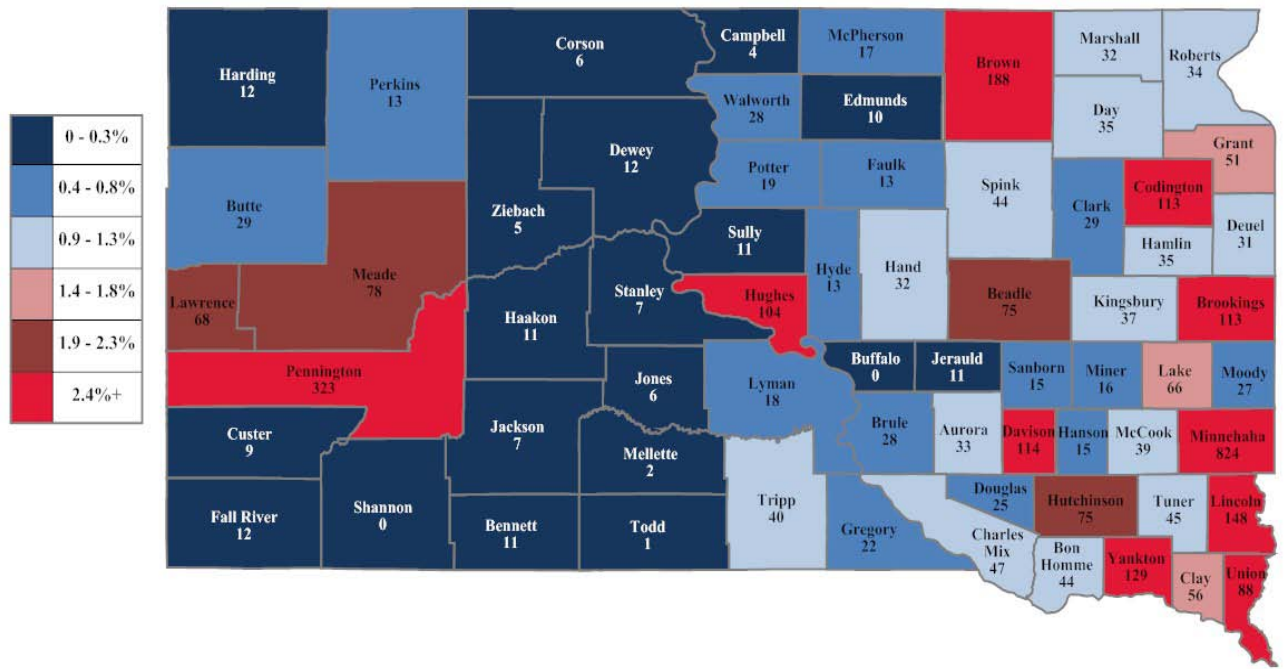 0 - 0.3%
0.4 - 0.8%
0.9 - 1.3%
1.4 - 1.8%
1.9 - 2.3%
2.4%+
Harding
12
Perkins
13
Corson
6
Campbell
4
McPherson
17
Brown
188
Marshall
32
Roberts
34
Walworth
28
Edmunds
10
Day
35
Grant
51
Butte
29
Dewey
12
Ziebach
5
Potter
19
Faulk
13
Spink
44
Clark
29
Codington
113
Hamlin
35
Deuel
31
Lawrence
68
Meade
78
Sully
11
Hughes
104
Hyde
13
Hand
32
Beadle
75
Kingsbury
37
Brookings
113
Haakon
11
Stanley
7
Pennington
323
Jones
6
Lyman
18
Buffalo
0
Jerauld
11
Sanborn
15
Miner
16
Lake
66
Moody
27
Custer
9
Jackson
7
Mellette
2
Brule
28
Aurora
33
Davison
114
Hanson
15
McCook
39
Minnehaha
824
Fall River
12
Shannon
0
Bennett
11
Todd
1
Tripp
40
Gregory
22
Charles
Mix
47
Douglas
25
Hutchinson
75
Tuner
45
Lincoln
148
Bon
Homme
44
Yankton
129
Clay
56
Union
88